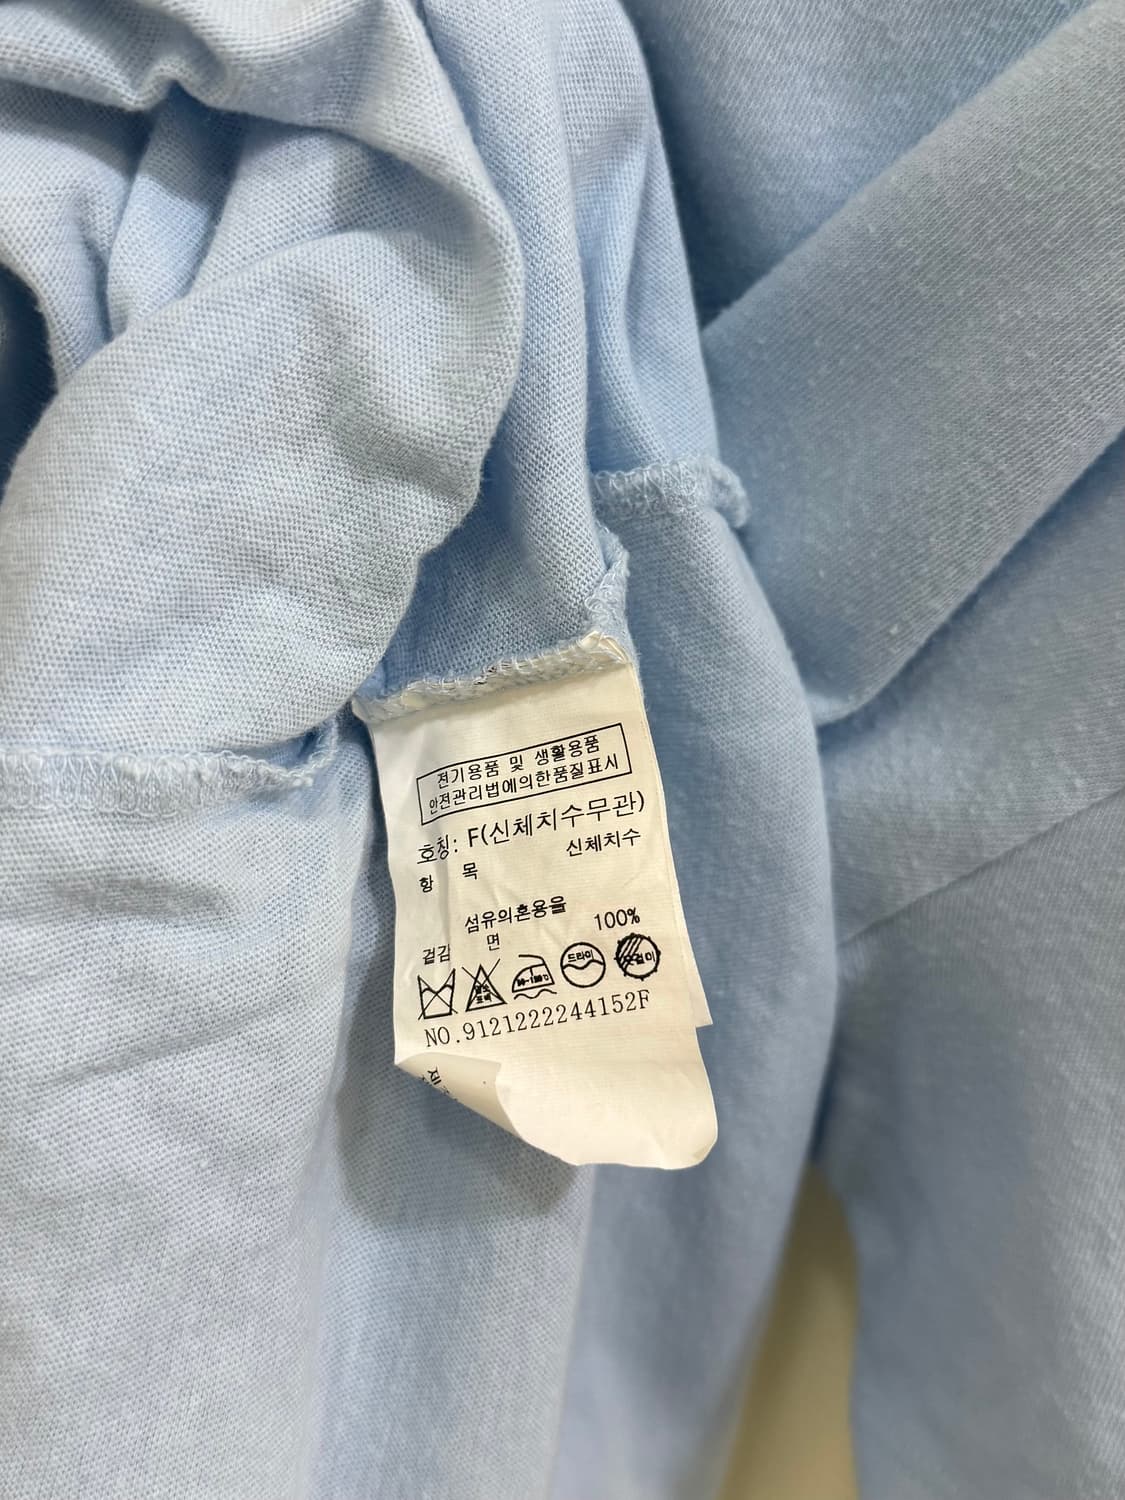 전기용품 및 생활용품
안전관리법에의한품질표시
호칭: F(신체치수무관)
항 목 신체치수
섬유의혼용율
겉감 면 100%
드라이
NO.9121222244152F